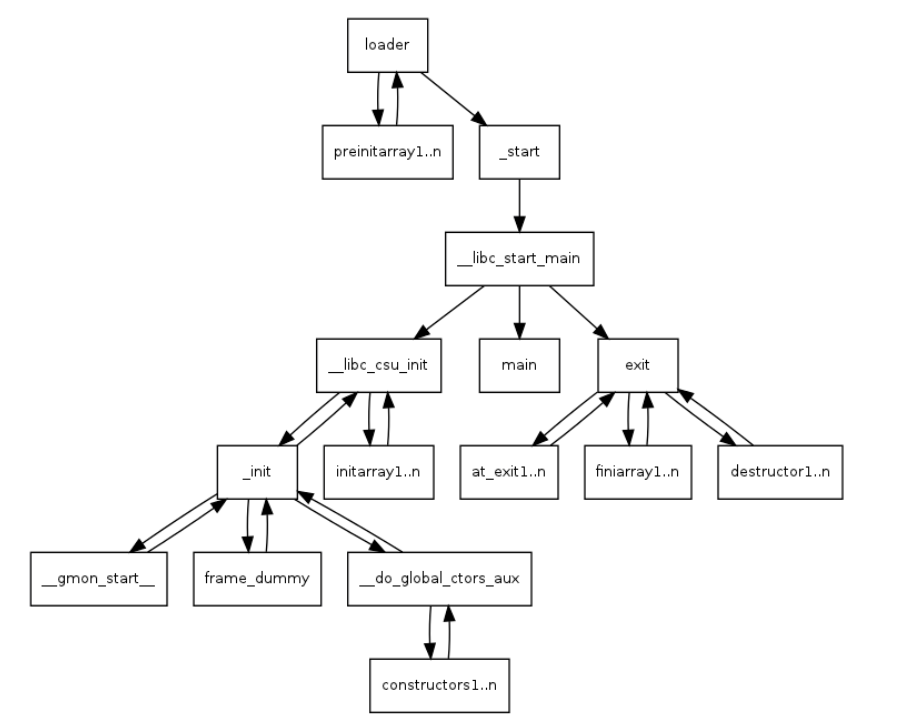 loader
preinitarray1..n
_start
__libc_start_main
__libc_csu_init
main
exit
_init
initarray1..n
at_exit1..n
finiarray1..n
destructor1..n
__gmon_start__
frame_dummy
__do_global_ctors_aux
constructors1..n